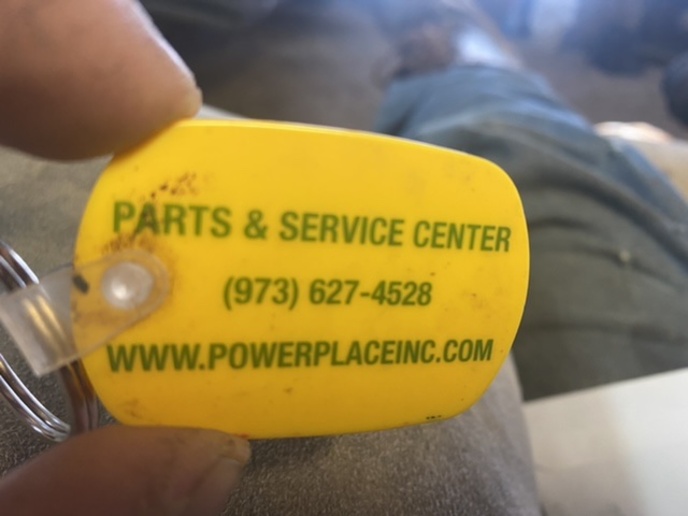 PARTS & SERVICE CENTER
(973) 627-4528
WWW.POWERPLACEINC.COM